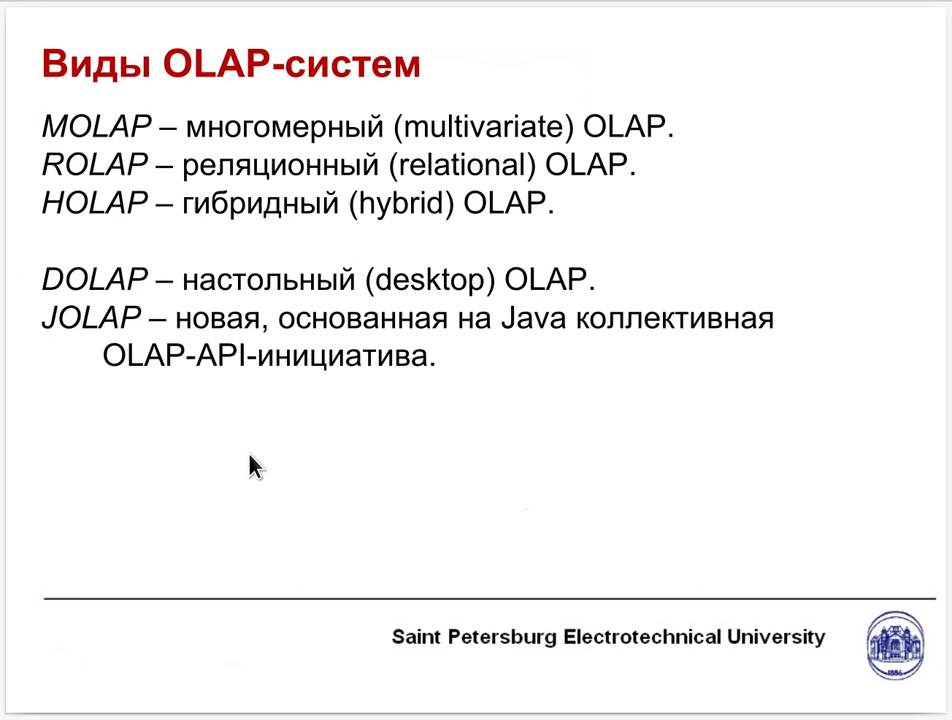 Виды OLAP-систем
MOLAP – многомерный (multivariate) OLAP.
ROLAP – реляционный (relational) OLAP.
HOLAP – гибридный (hybrid) OLAP.
DOLAP – настольный (desktop) OLAP.
JOLAP – новая, основанная на Java коллективная
OLAP-API-инициатива.
Saint Petersburg Electrotechnical University
1886